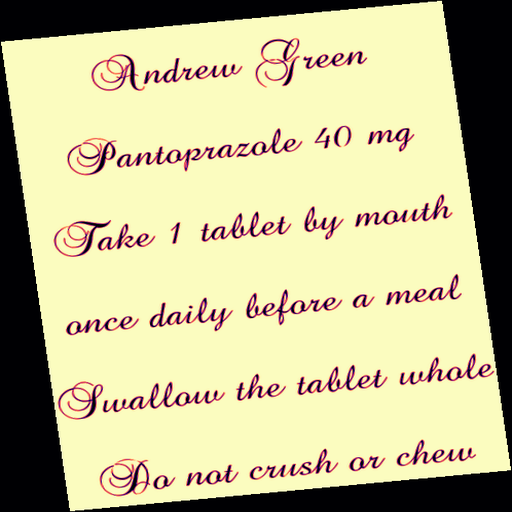 Andrew Green
Pantoprazole 40 mg
Take 1 tablet by mouth
once daily before a meal
Swallow the tablet whole
Do not crush or chew